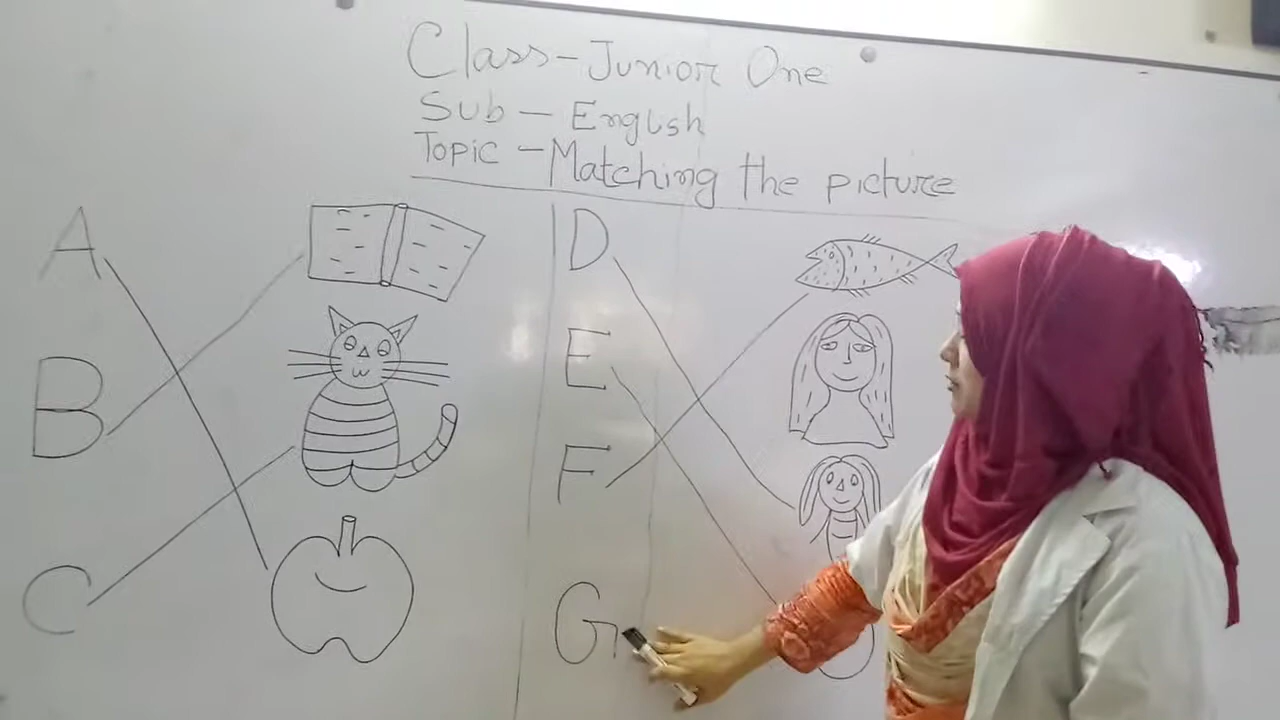 Class - Junior One
Sub - English
Topic - Matching the picture
A
B
C
D
E
F
G